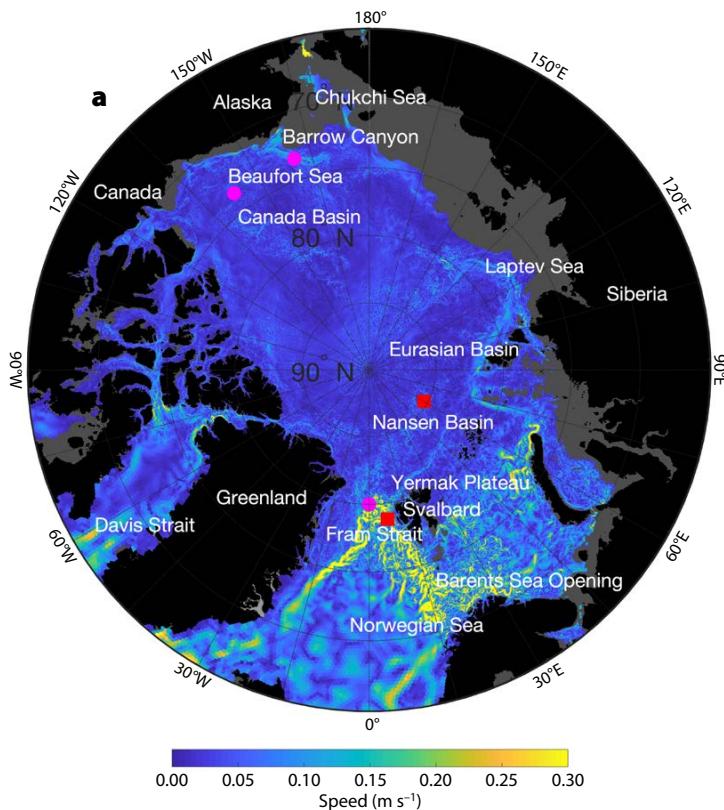 180°
150°W
150°E
a
Alaska
Chukchi Sea
70° N
Barrow Canyon
120°W
Canada
Beaufort Sea
120°E
Canada Basin
80 N
Laptev Sea
Siberia
Eurasian Basin
90°W
90° N
90°E
Nansen Basin
Greenland
Yermak Plateau
Svalbard
Davis Strait
Fram Strait
60°W
60°E
Barents Sea Opening
Norwegian Sea
30°W
30°E
0°
0.00 0.05 0.10 0.15 0.20 0.25 0.30
Speed (m s⁻¹)